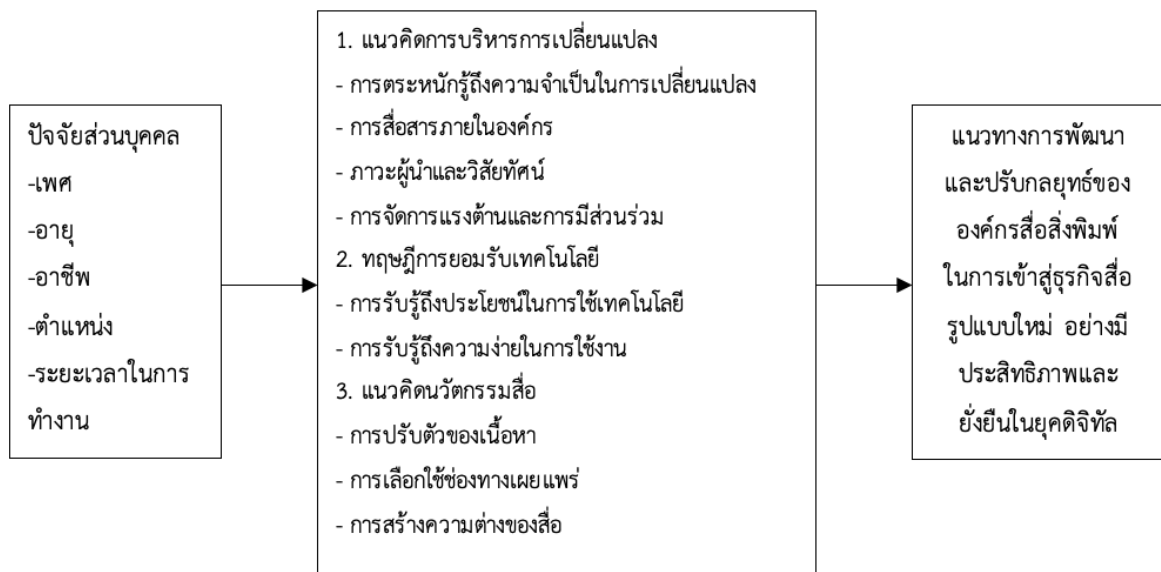 ปัจจัยส่วนบุคคล
-เพศ
-อายุ
-อาชีพ
-ตำแหน่ง
-ระยะเวลาในการ
ทำงาน
1. แนวคิดการบริหารการเปลี่ยนแปลง
- การตระหนักรู้ถึงความจำเป็นในการเปลี่ยนแปลง
- การสื่อสารภายในองค์กร
- ภาวะผู้นำและวิสัยทัศน์
- การจัดการแรงต้านและการมีส่วนร่วม
2. ทฤษฎีการยอมรับเทคโนโลยี
- การรับรู้ถึงประโยชน์ในการใช้เทคโนโลยี
- การรับรู้ถึงความง่ายในการใช้งาน
3. แนวคิดนวัตกรรมสื่อ
- การปรับตัวของเนื้อหา
- การเลือกใช้ช่องทางเผยแพร่
- การสร้างความต่างของสื่อ
แนวทางการพัฒนา
และปรับกลยุทธ์ของ
องค์กรสื่อสิ่งพิมพ์
ในการเข้าสู่ธุรกิจสื่อ
รูปแบบใหม่ อย่างมี
ประสิทธิภาพและ
ยั่งยืนในยุคดิจิทัล